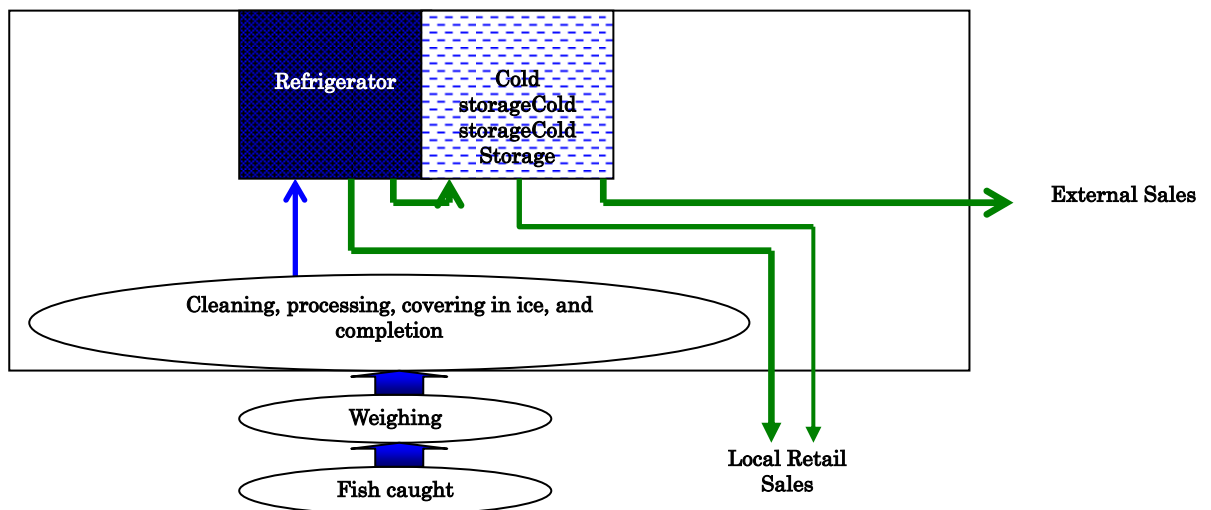 Refrigerator
Cold
storageCold
storageCold
Storage
External Sales
Cleaning, processing, covering in ice, and
completion
Weighing
Fish caught
Local Retail
Sales